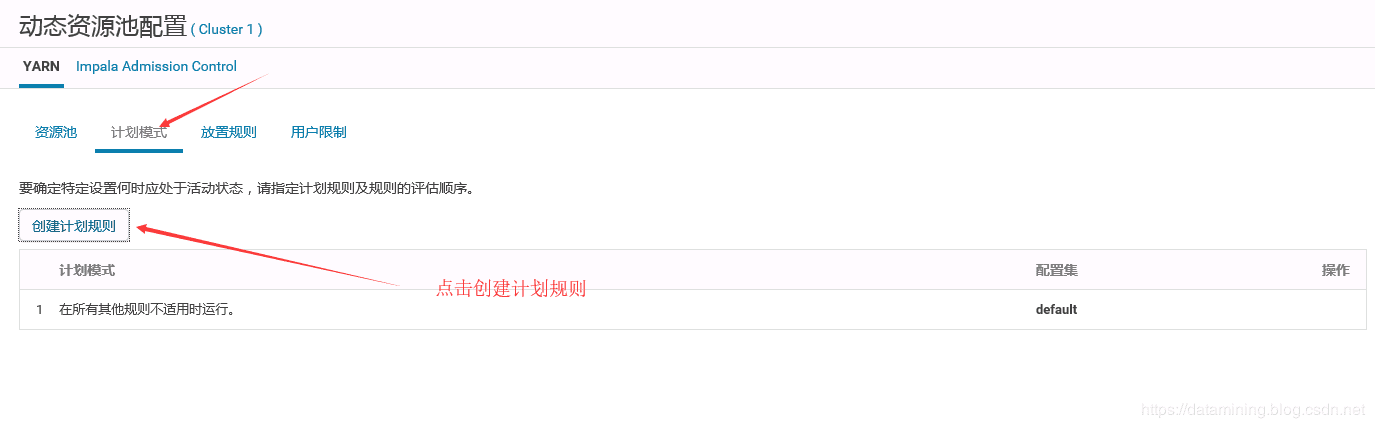 动态资源池配置 ( Cluster 1 )
YARN Impala Admission Control
资源池 计划模式 放置规则 用户限制
要确定特定设置何时应处于活动状态，请指定计划规则及规则的评估顺序。
创建计划规则
计划模式 配置集 操作
点击创建计划规则
1 在所有其他规则不适用时运行。 default
https://datamining.blog.csdn.net